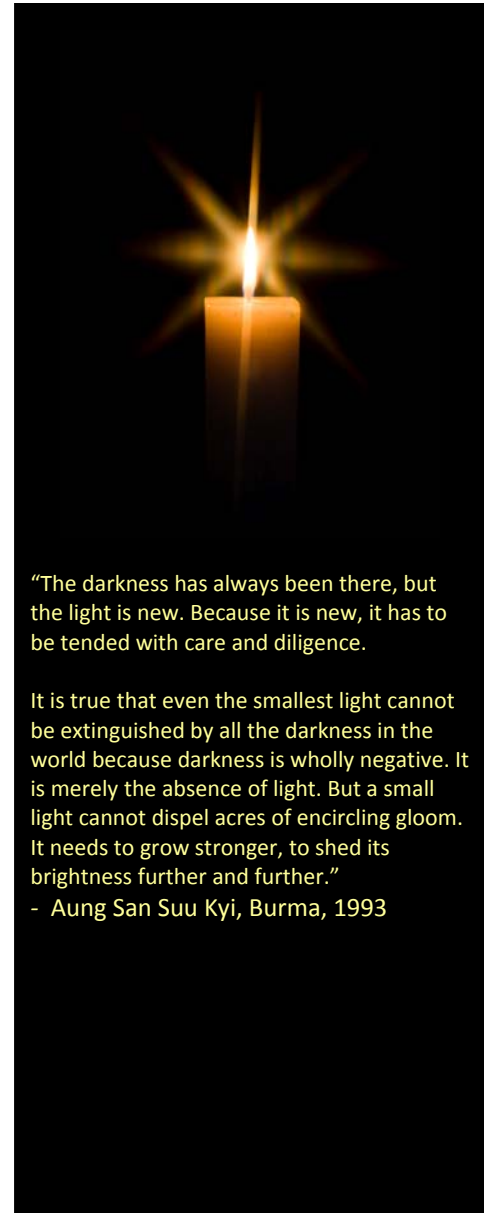 “The darkness has always been there, but
the light is new. Because it is new, it has to
be tended with care and diligence.
It is true that even the smallest light cannot
be extinguished by all the darkness in the
world because darkness is wholly negative. It
is merely the absence of light. But a small
light cannot dispel acres of encircling gloom.
It needs to grow stronger, to shed its
brightness further and further.”
- Aung San Suu Kyi, Burma, 1993